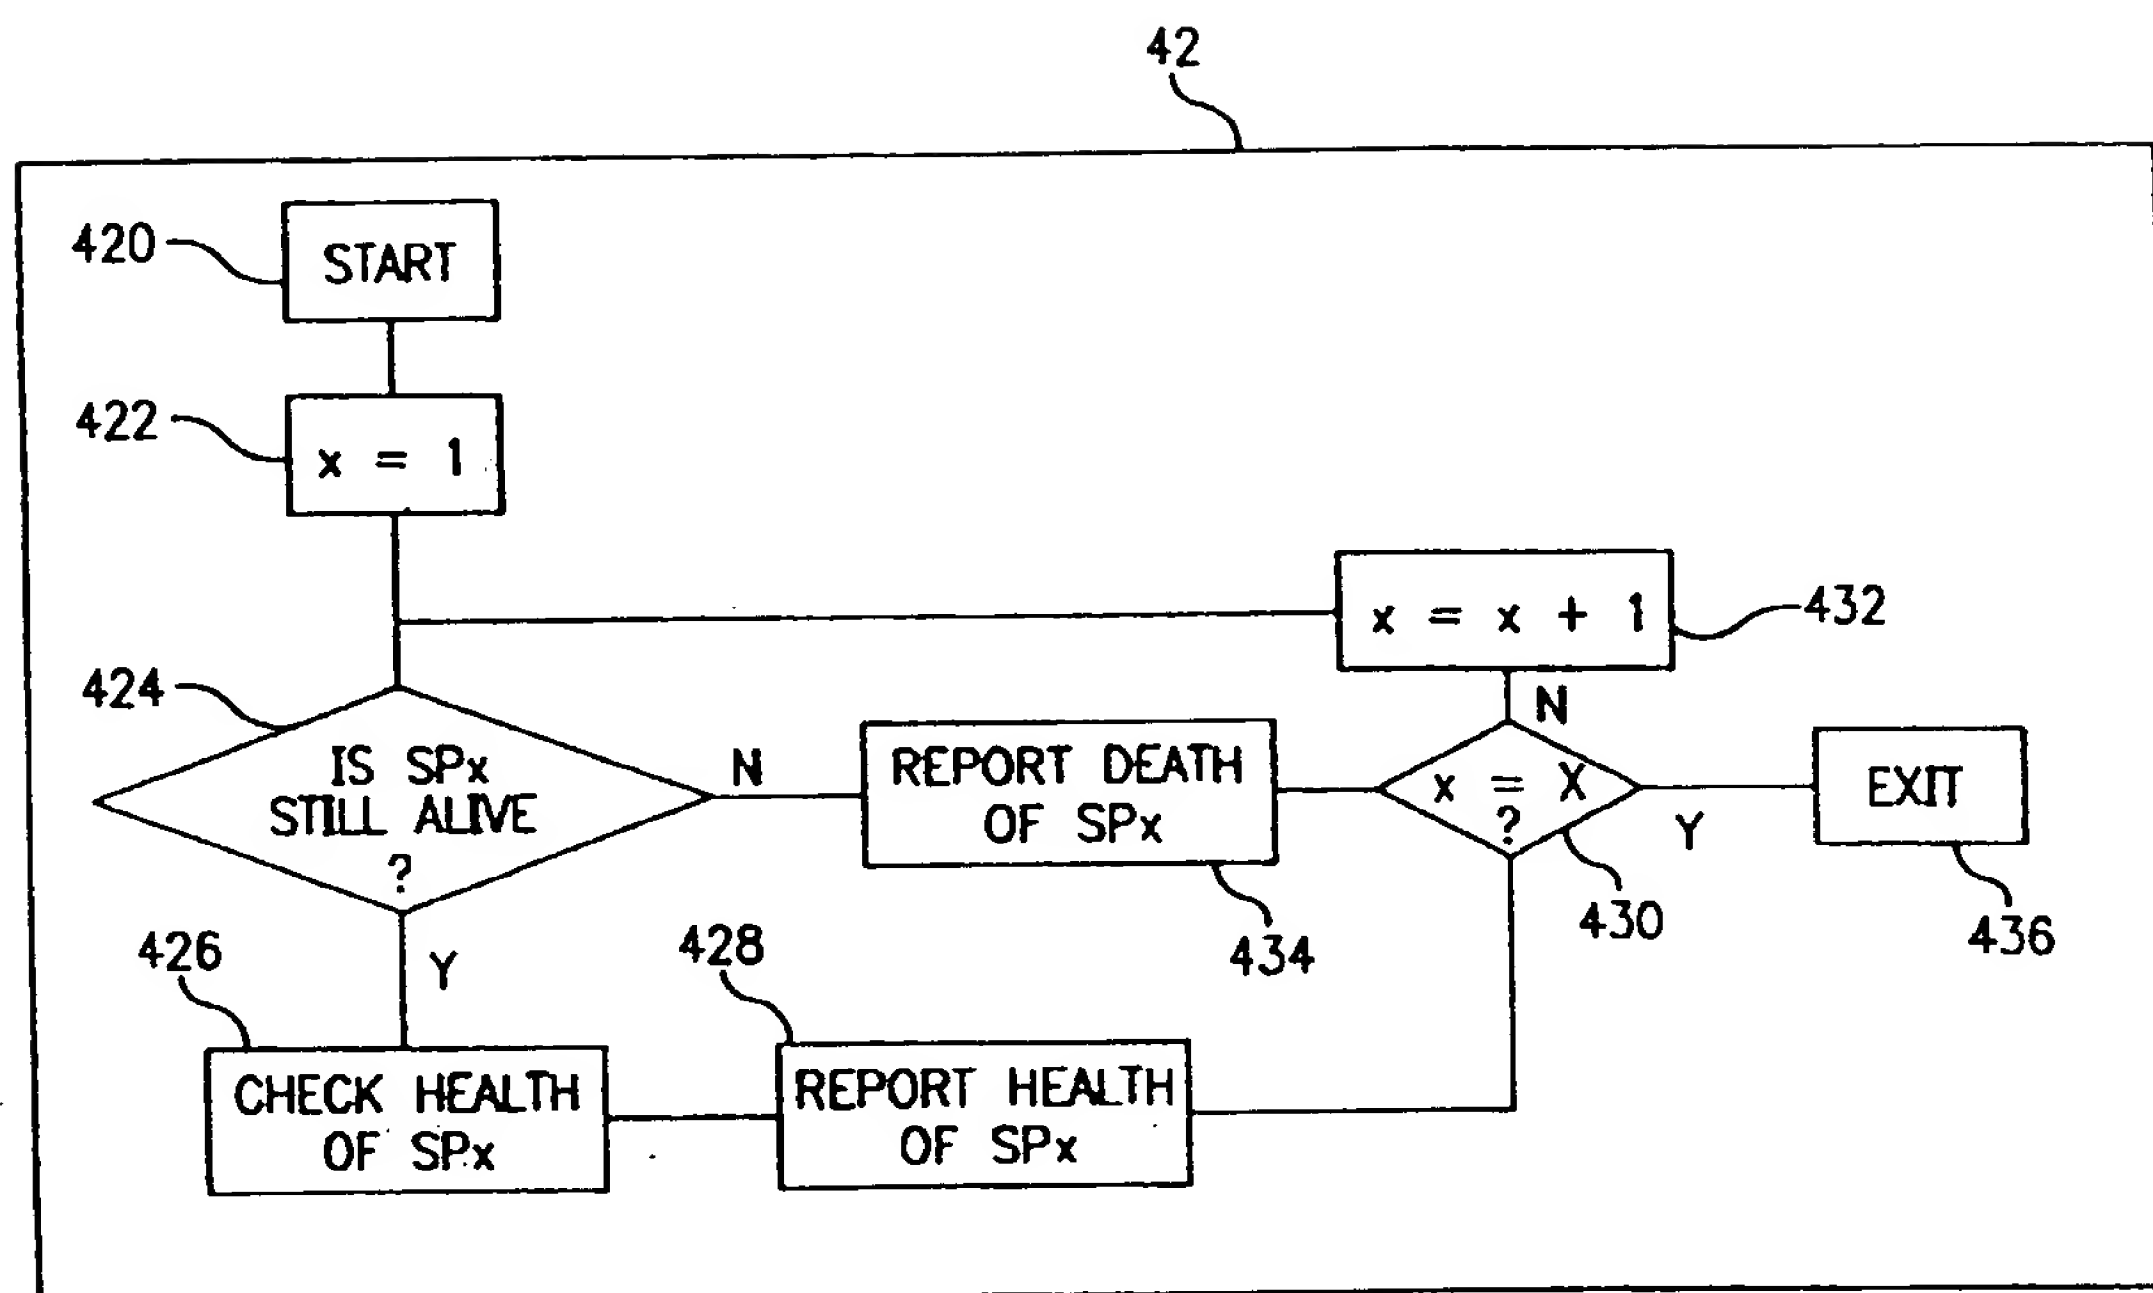 42
420
START
422
x = 1
x = x + 1
432
424
IS SPx
STILL ALIVE
?
N
REPORT DEATH
OF SPx
N
x = X
?
Y
EXIT
430
434
436
426
Y
428
CHECK HEALTH
OF SPx
REPORT HEALTH
OF SPx